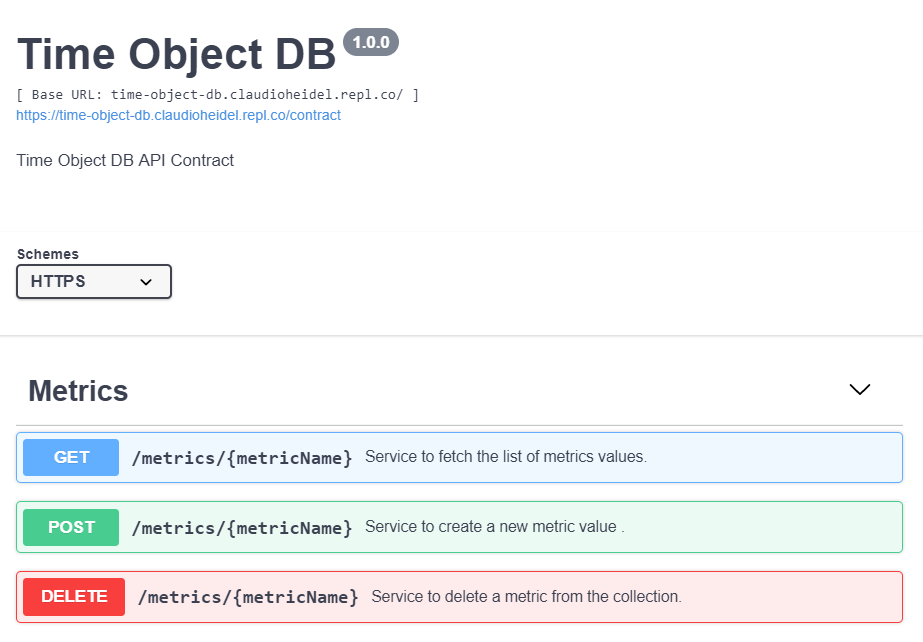 Time Object DB 1.0.0
[ Base URL: time-object-db.claudioheidel.repl.co/ ]
https://time-object-db.claudioheidel.repl.co/contract
Time Object DB API Contract
Schemes
HTTPS
Metrics
GET /metrics/{metricName} Service to fetch the list of metrics values.
POST /metrics/{metricName} Service to create a new metric value .
DELETE /metrics/{metricName} Service to delete a metric from the collection.